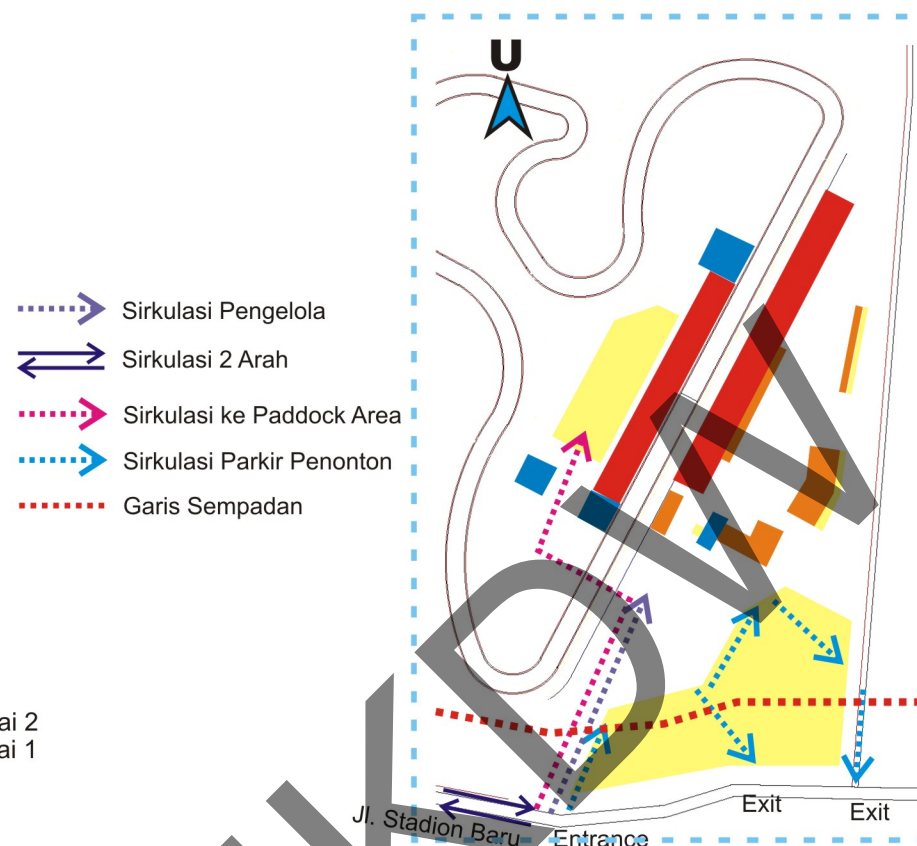 U
Sirkulasi Pengelola
Sirkulasi 2 Arah
Sirkulasi ke Paddock Area
Sirkulasi Parkir Penonton
Garis Sempadan
ai 2
ai 1
Jl. Stadion Baru
Entrance
Exit
Exit